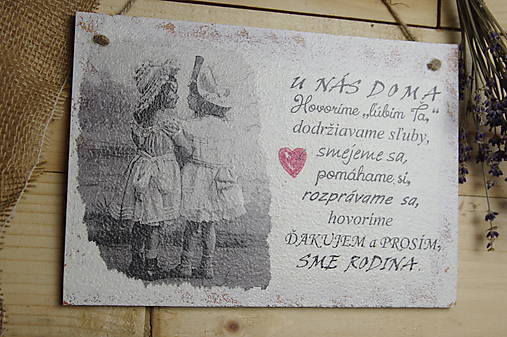 U NÁS DOMA
Hovoríme „ľúbim Ťa,“
dodržiavame sľuby,
smejeme sa,
pomáhame si,
rozprávame sa,
hovoríme
ĎAKUJEM a PROSÍM,
SME RODINA.